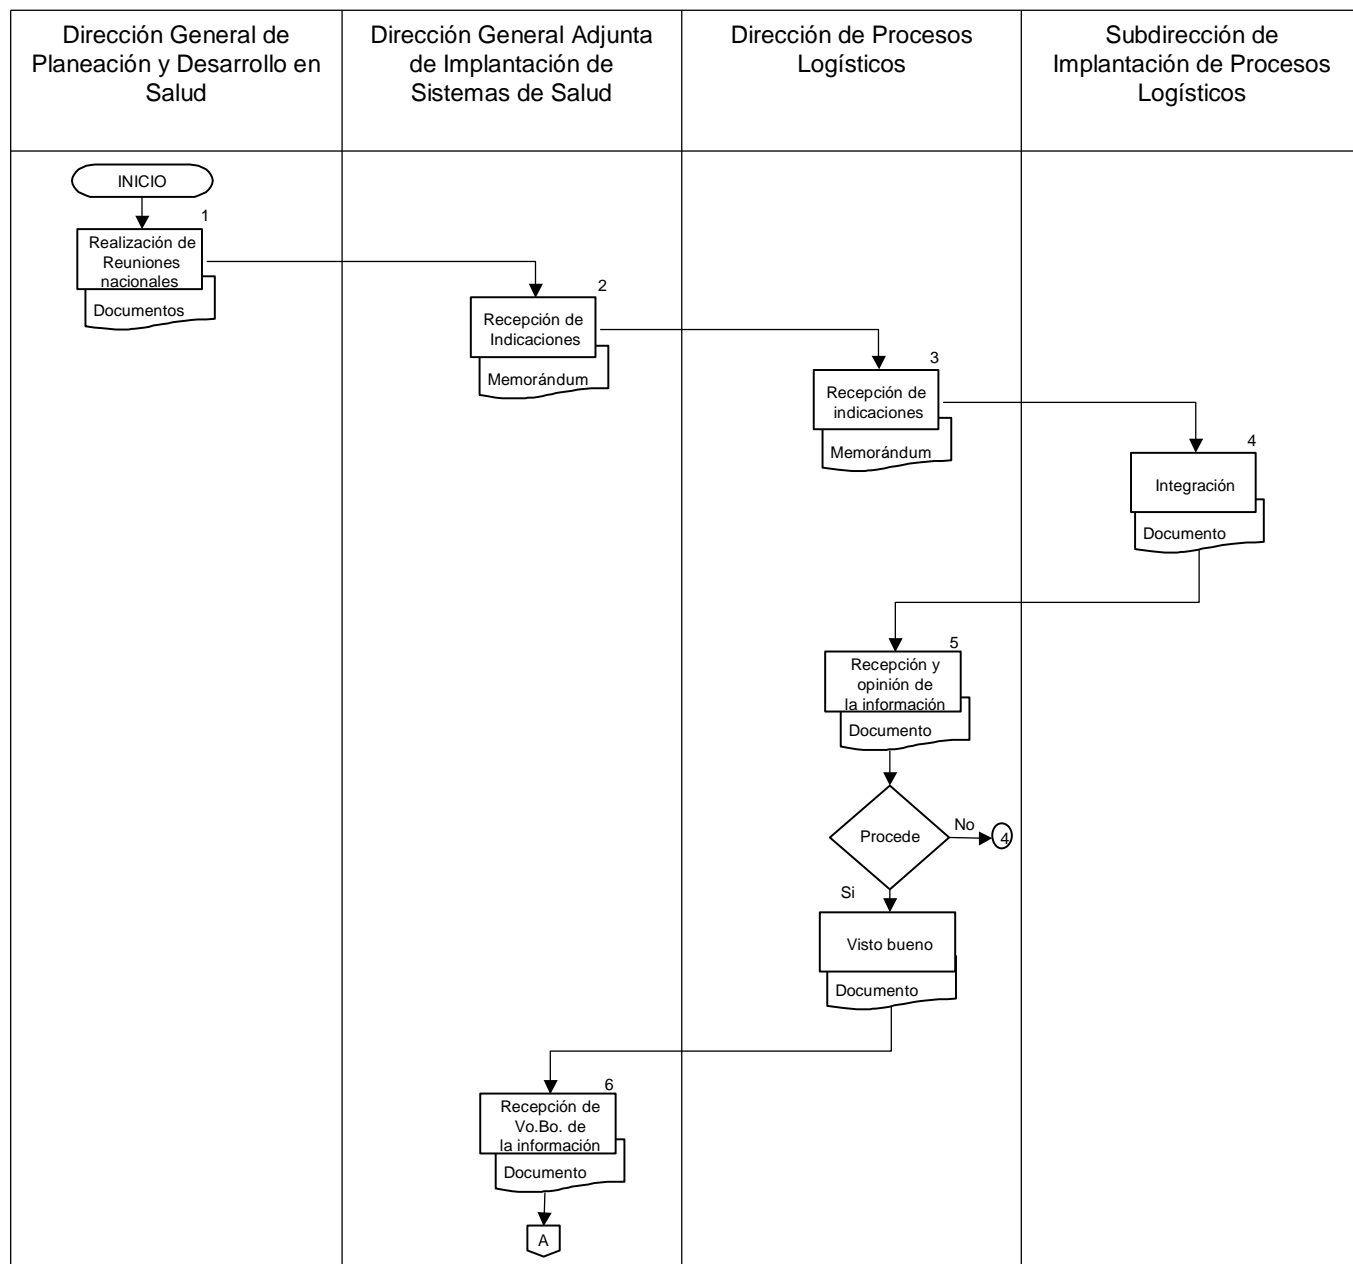 Dirección General de
Planeación y Desarrollo en
Salud
Dirección General Adjunta
de Implantación de
Sistemas de Salud
Dirección de Procesos
Logísticos
Subdirección de
Implantación de Procesos
Logísticos
INICIO
1
Realización de
Reuniones
nacionales
Documentos
2
Recepción de
Indicaciones
Memorándum
3
Recepción de
indicaciones
Memorándum
4
Integración
Documento
5
Recepción y
opinión de
la información
Documento
Procede
No
4
Si
Visto bueno
Documento
6
Recepción de
Vo.Bo. de
la información
Documento
A